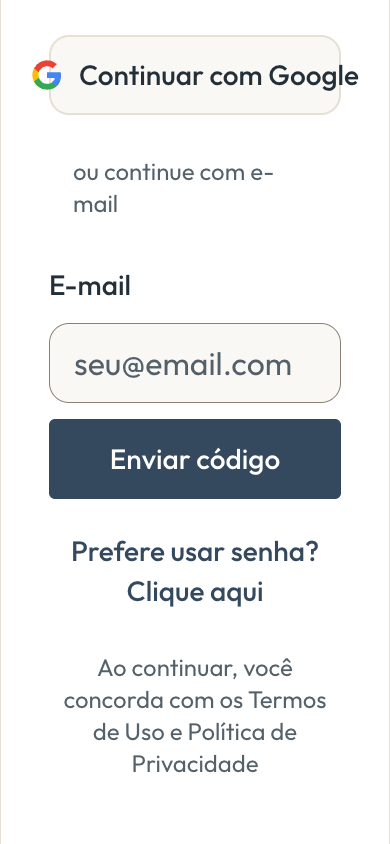 Continuar com Google
ou continue com e-
mail
E-mail
seu@email.com
Enviar código
Prefere usar senha?
Clique aqui
Ao continuar, você
concorda com os Termos
de Uso e Política de
Privacidade